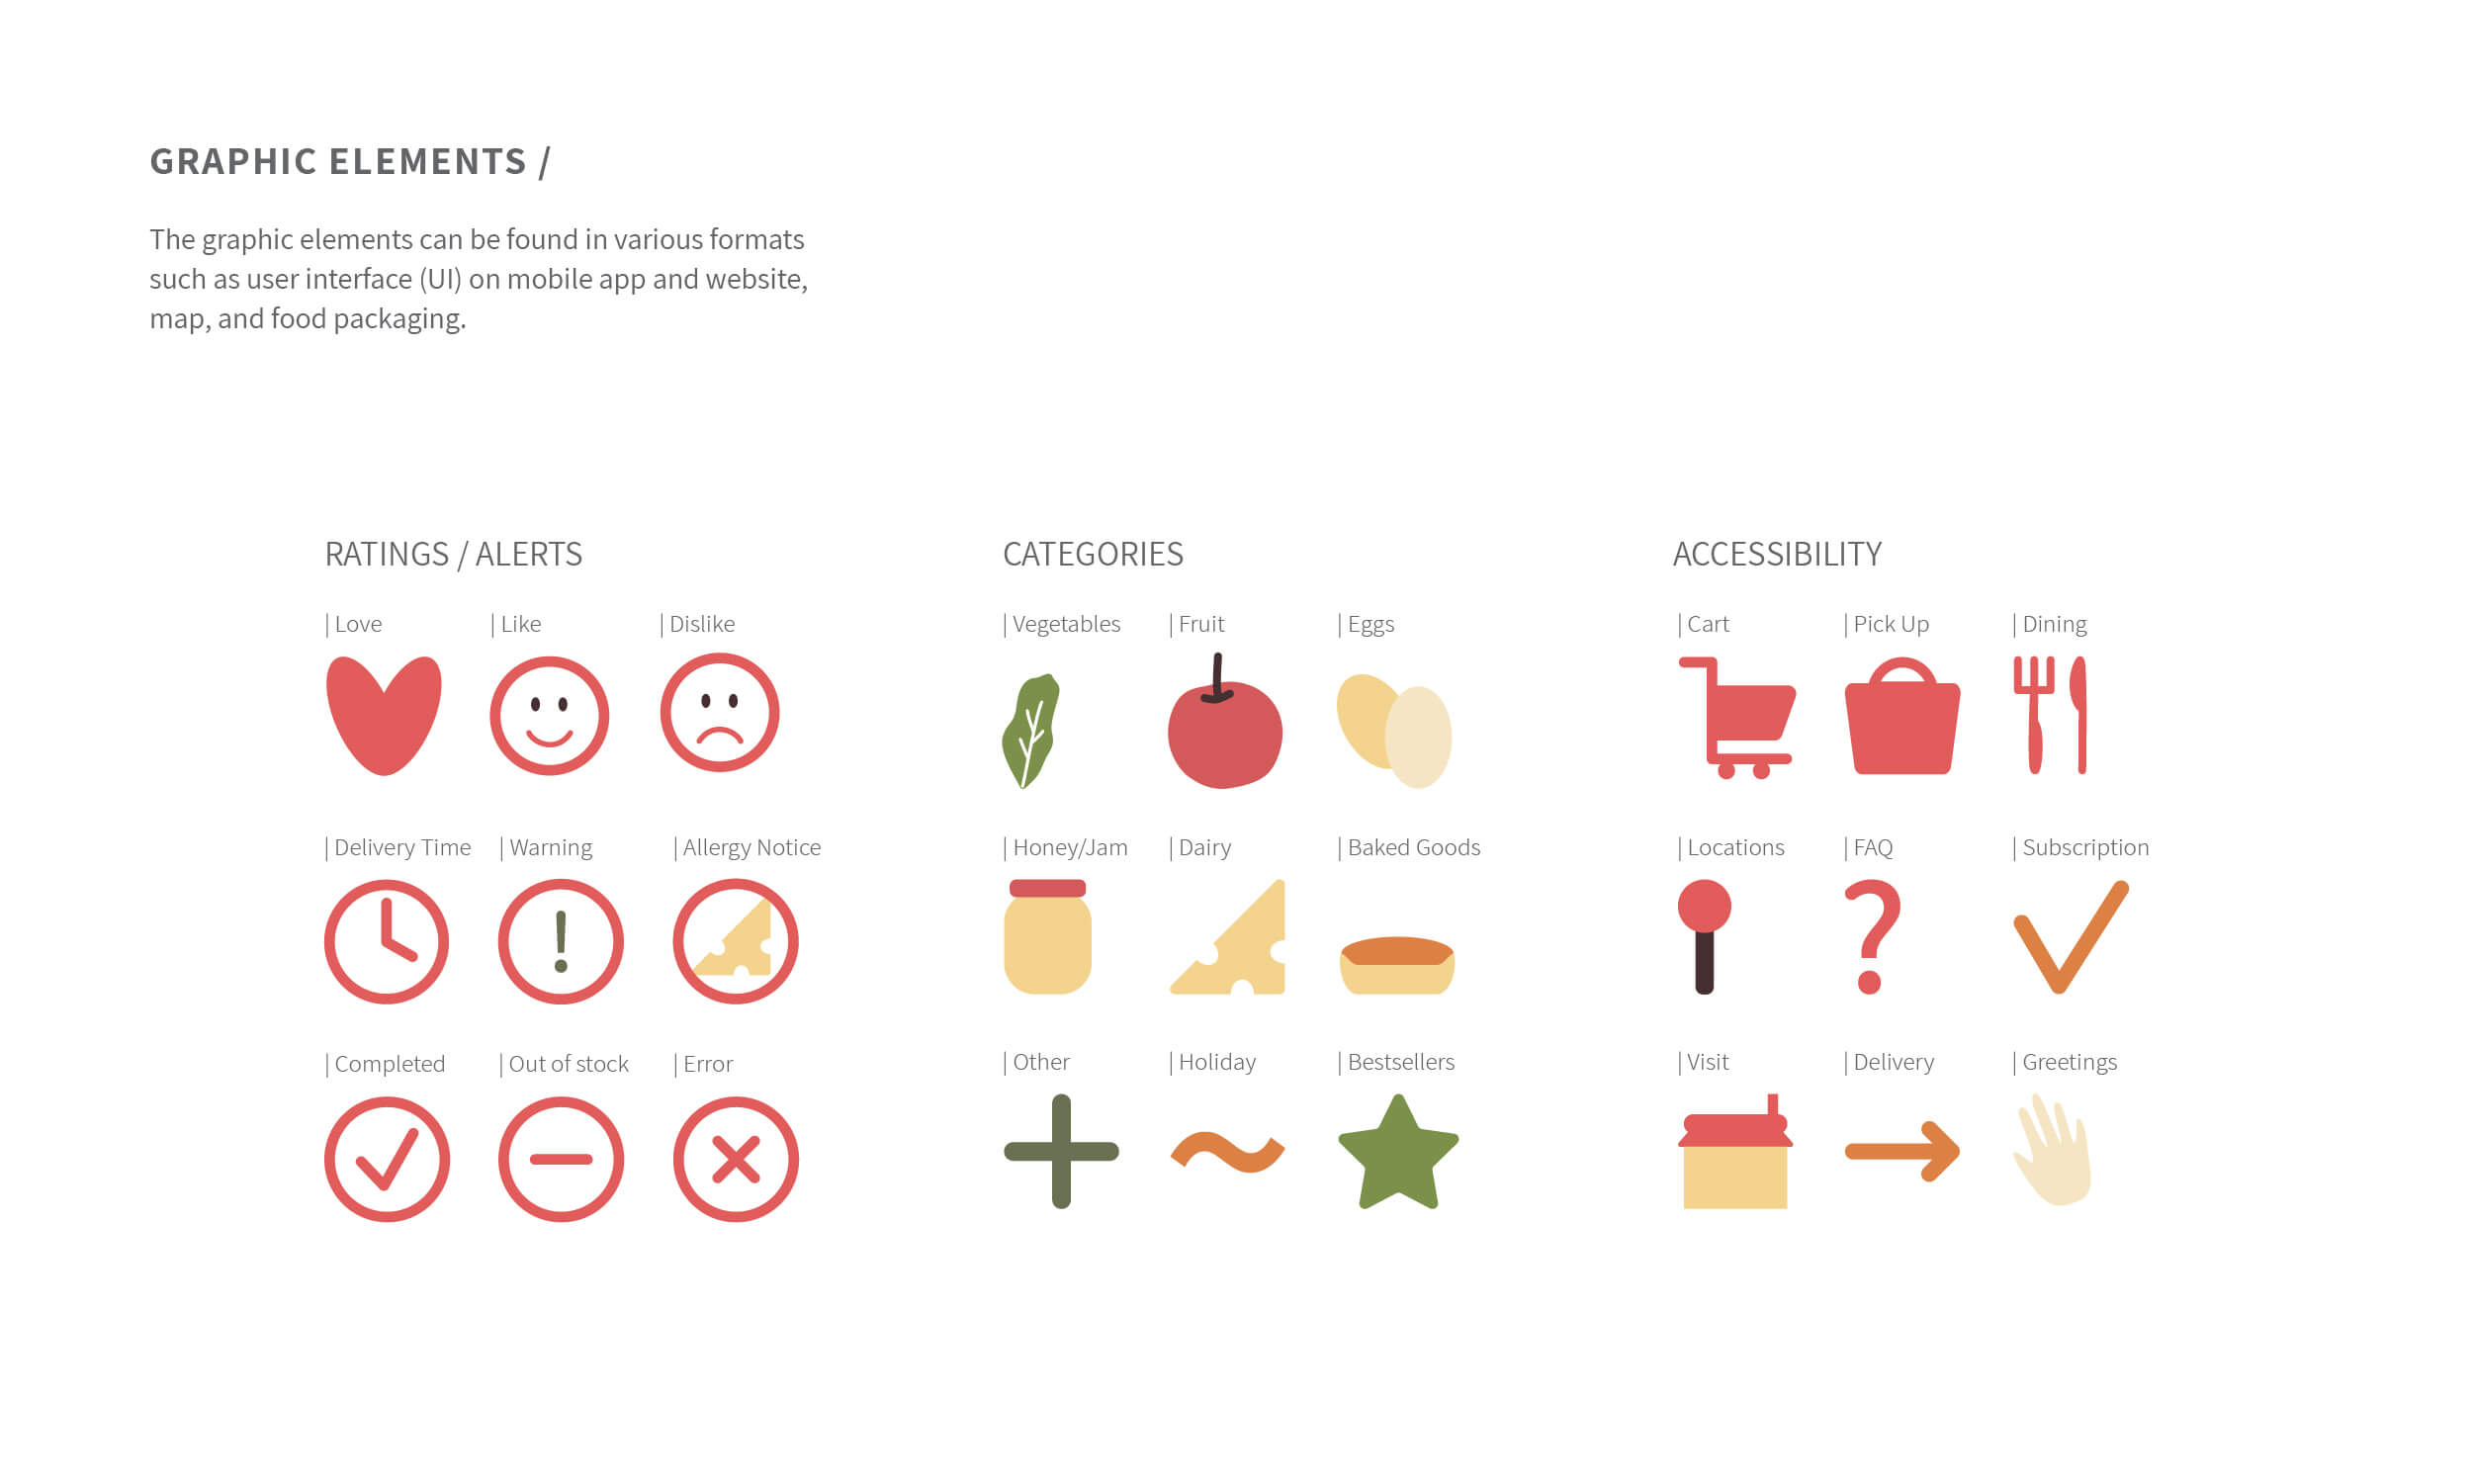 GRAPHIC ELEMENTS /
The graphic elements can be found in various formats
such as user interface (UI) on mobile app and website,
map, and food packaging.
RATINGS / ALERTS
| Love
| Like
| Dislike
| Delivery Time
| Warning
| Allergy Notice
| Completed
| Out of stock
| Error
CATEGORIES
| Vegetables
| Fruit
| Eggs
| Honey/Jam
| Dairy
| Baked Goods
| Other
| Holiday
| Bestsellers
ACCESSIBILITY
| Cart
| Pick Up
| Dining
| Locations
| FAQ
| Subscription
| Visit
| Delivery
| Greetings